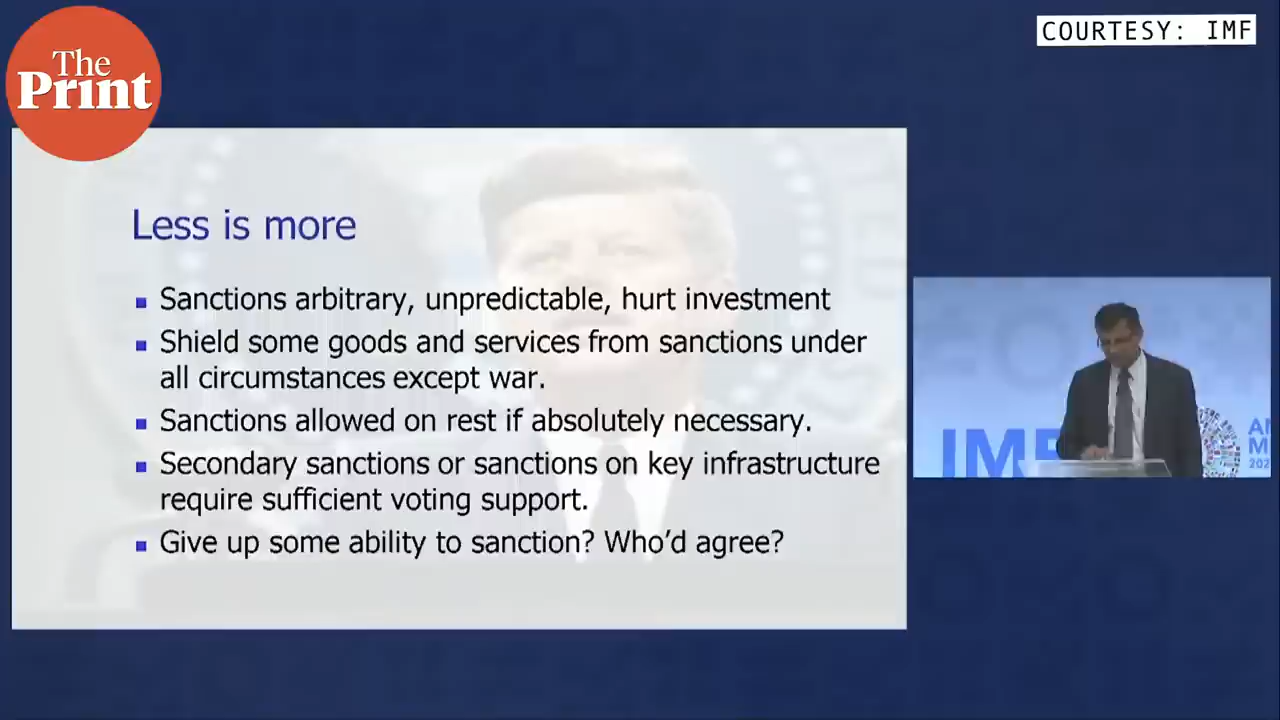 The
Print
COURTESY: IMF
Less is more
Sanctions arbitrary, unpredictable, hurt investment
Shield some goods and services from sanctions under
all circumstances except war.
Sanctions allowed on rest if absolutely necessary.
Secondary sanctions or sanctions on key infrastructure
require sufficient voting support.
Give up some ability to sanction? Who'd agree?
IMF